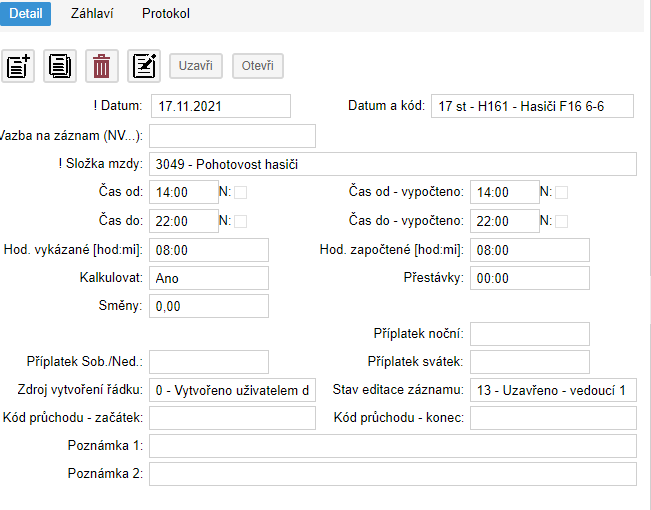 Detail Záhlaví Protokol
Uzavři Otevři
! Datum: 17.11.2021 Datum a kód: 17 st - H161 - Hasiči F16 6-6
Vazba na záznam (NV...):
! Složka mzdy: 3049 - Pohotovost hasiči
Čas od: 14:00 N: Čas od - vypočteno: 14:00 N:
Čas do: 22:00 N: Čas do - vypočteno: 22:00 N:
Hod. vykázané [hod:mi]: 08:00 Hod. započtené [hod:mi]: 08:00
Kalkulovat: Ano Přestávky: 00:00
Směny: 0,00
Příplatek noční:
Příplatek Sob./Ned.: Příplatek svátek:
Zdroj vytvoření řádku: 0 - Vytvořeno uživatelem d Stav editace záznamu: 13 - Uzavřeno - vedoucí 1
Kód průchodu - začátek: Kód průchodu - konec:
Poznámka 1:
Poznámka 2: